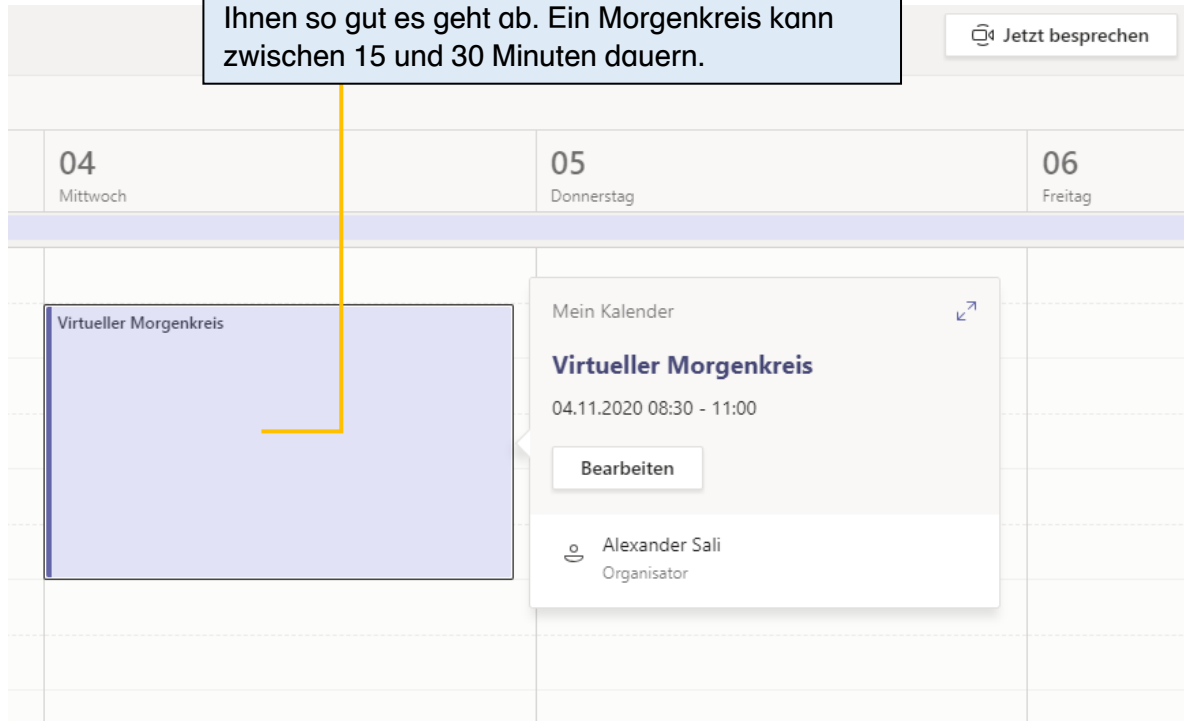 Ihnen so gut es geht ab. Ein Morgenkreis kann
zwischen 15 und 30 Minuten dauern.
Jetzt besprechen
04
Mittwoch
05
Donnerstag
06
Freitag
Virtueller Morgenkreis
Mein Kalender
Virtueller Morgenkreis
04.11.2020 08:30 - 11:00
Bearbeiten
Alexander Sali
Organisator